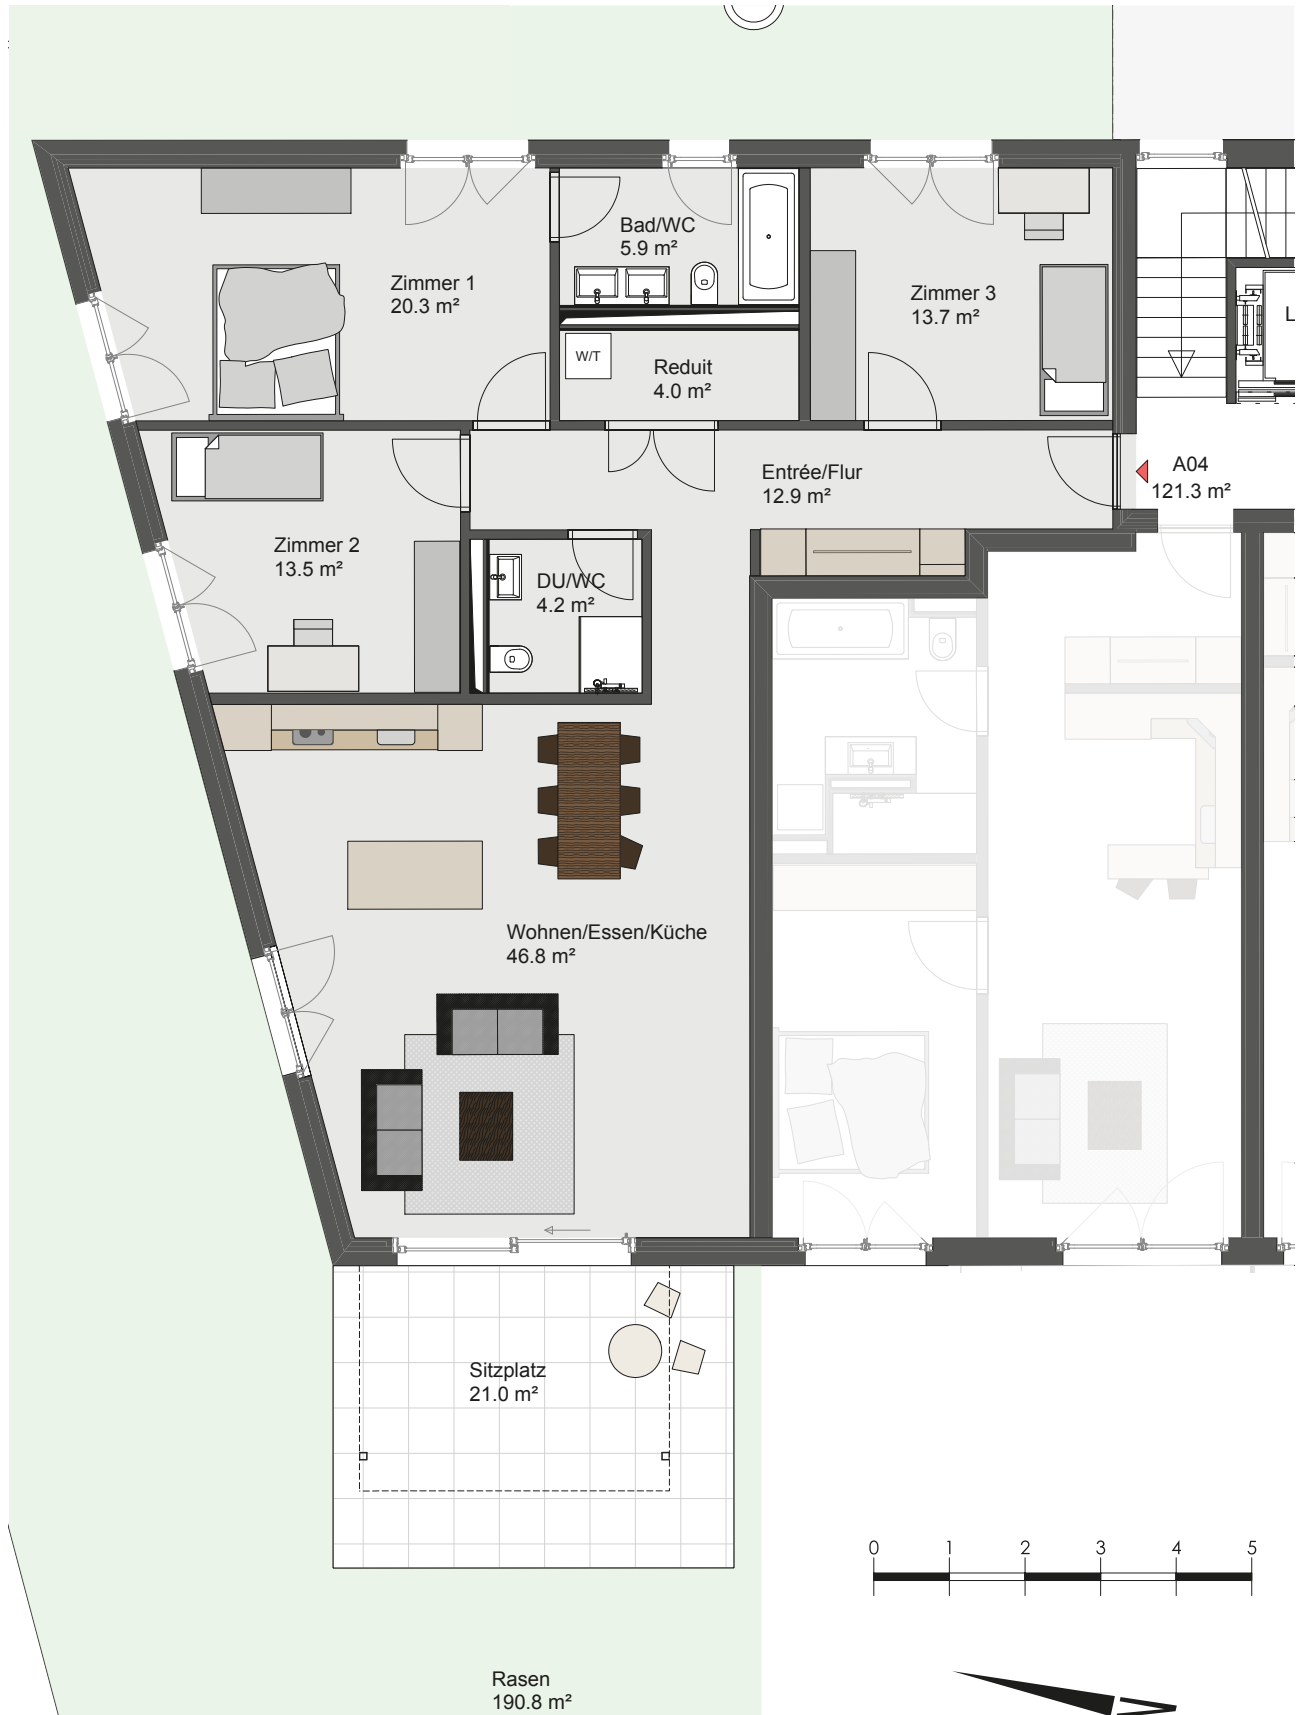 Bad/WC
5.9 m²
Zimmer 1
20.3 m²
Zimmer 3
13.7 m²
L
W/T
Reduit
4.0 m²
Entrée/Flur
12.9 m²
A04
121.3 m²
Zimmer 2
13.5 m²
DU/WC
4.2 m²
Wohnen/Essen/Küche
46.8 m²
Sitzplatz
21.0 m²
0 1 2 3 4 5
Rasen
190.8 m²